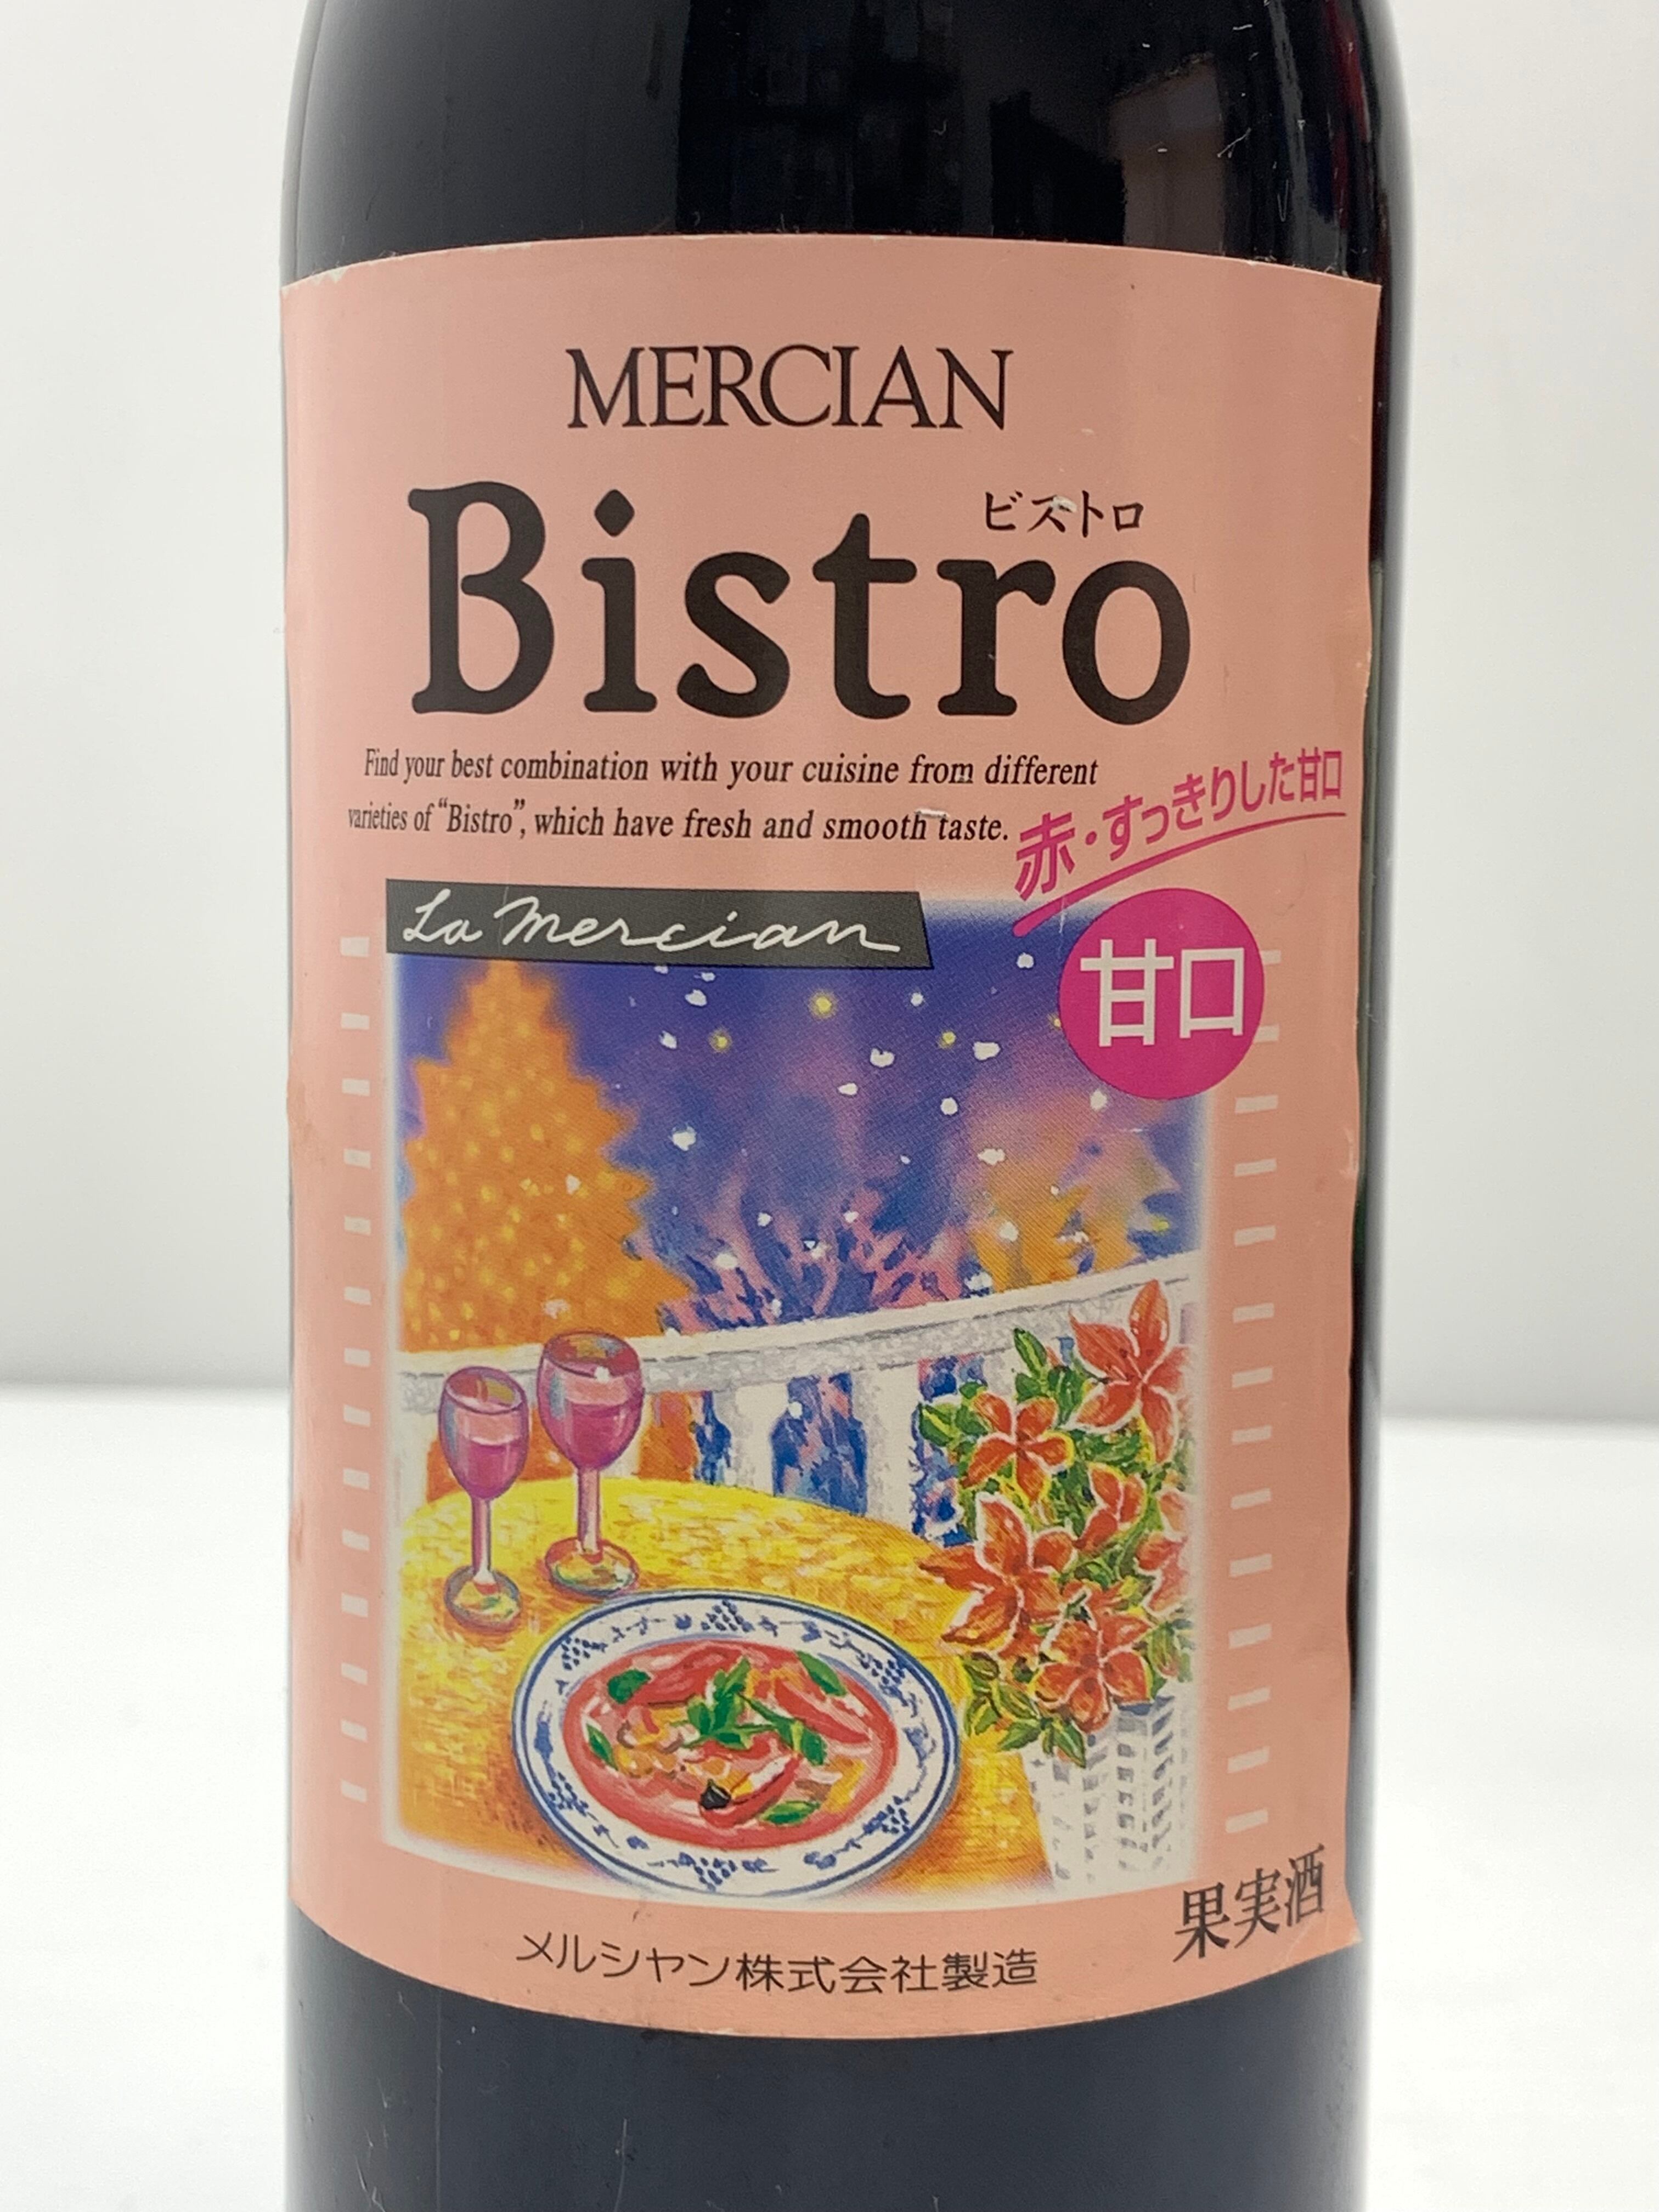 MERCIAN
ビストロ
Bistro
Find your best combination with your cuisine from different
varieties of “Bistro”, which have fresh and smooth taste.
赤・すっきりした甘口
La Mercian
甘口
果実酒
メルシャン株式会社製造